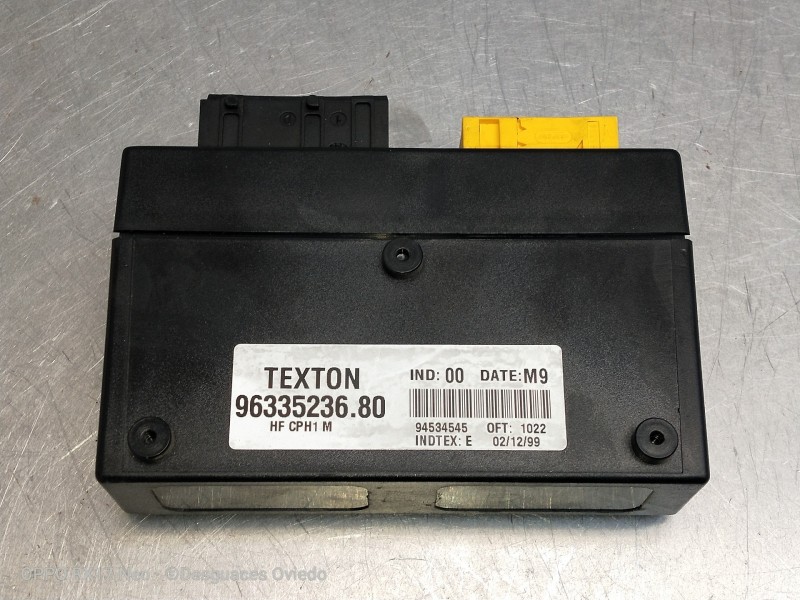 TEXTON
96335236.80
HF CPH1 M
IND: 00 DATE: M9
94534545 OFT: 1022
INDTEX: E 02/12/99
©Desguaces Oviedo